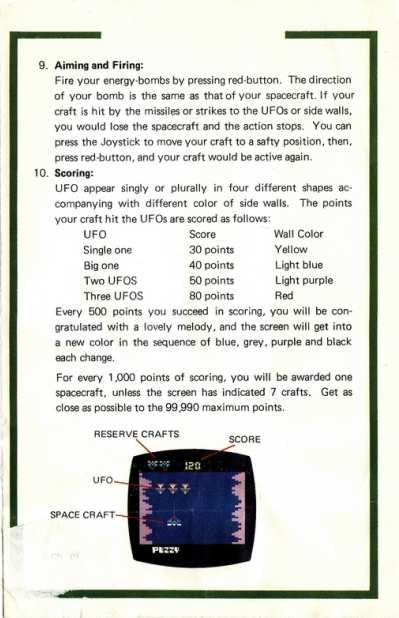 9. Aiming and Firing:
Fire your energy-bombs by pressing red-button. The direction
of your bomb is the same as that of your spacecraft. If your
craft is hit by the missiles or strikes to the UFOs or side walls,
you would lose the spacecraft and the action stops. You can
press the Joystick to move your craft to a safty position, then,
press red-button, and your craft would be active again.
10. Scoring:
UFO appear singly or plurally in four different shapes ac-
companying with different color of side walls. The points
your craft hit the UFOs are scored as follows:
UFO Score Wall Color
Single one 30 points Yellow
Big one 40 points Light blue
Two UFOS 50 points Light purple
Three UFOS 80 points Red
Every 500 points you succeed in scoring, you will be con-
gratulated with a lovely melody, and the screen will get into
a new color in the sequence of blue, grey, purple and black
each change.
For every 1,000 points of scoring, you will be awarded one
spacecraft, unless the screen has indicated 7 crafts. Get as
close as possible to the 99,990 maximum points.
RESERVE CRAFTS
SCORE
120
UFO
SPACE CRAFT